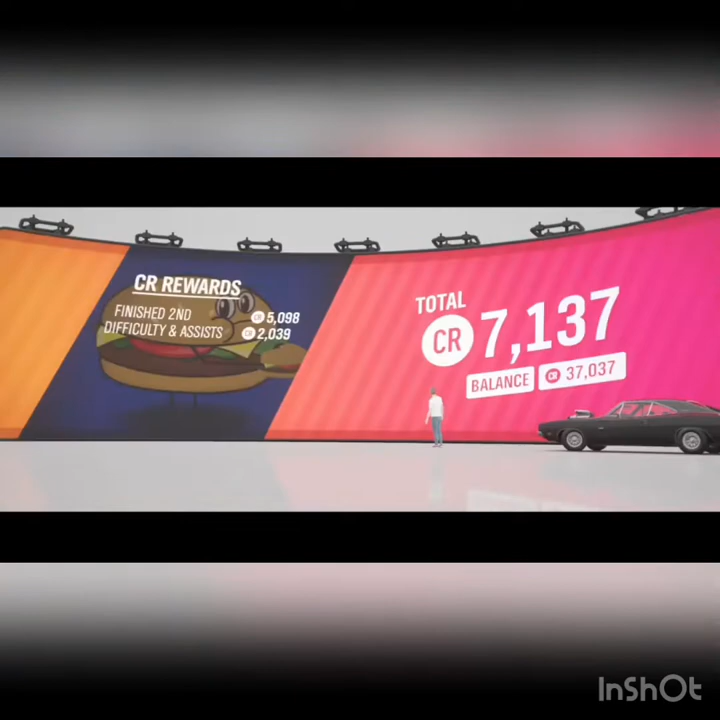 CR REWARDS
FINISHED 2ND CR 5,098
DIFFICULTY & ASSISTS CR 2,039
TOTAL
CR 7,137
BALANCE CR 37,037
InShOt